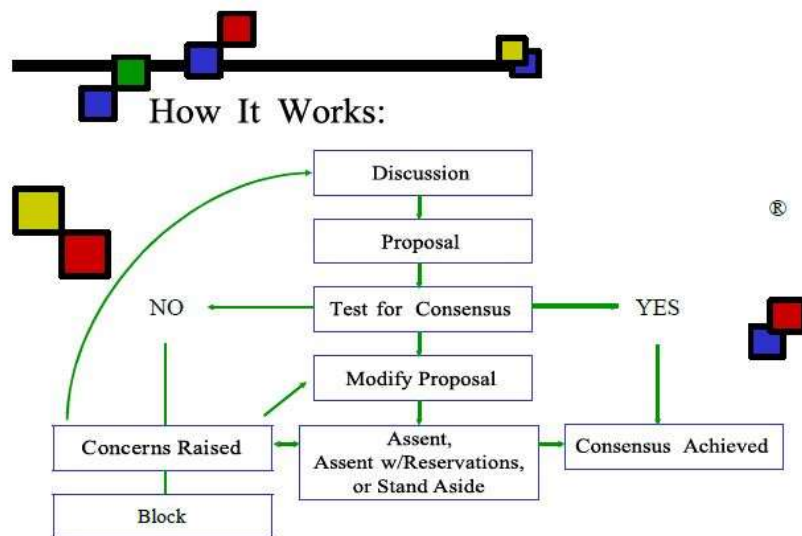 How It Works:
Discussion
®
Proposal
NO
Test for Consensus
YES
Modify Proposal
Concerns Raised
Assent,
Assent w/Reservations,
or Stand Aside
Consensus Achieved
Block